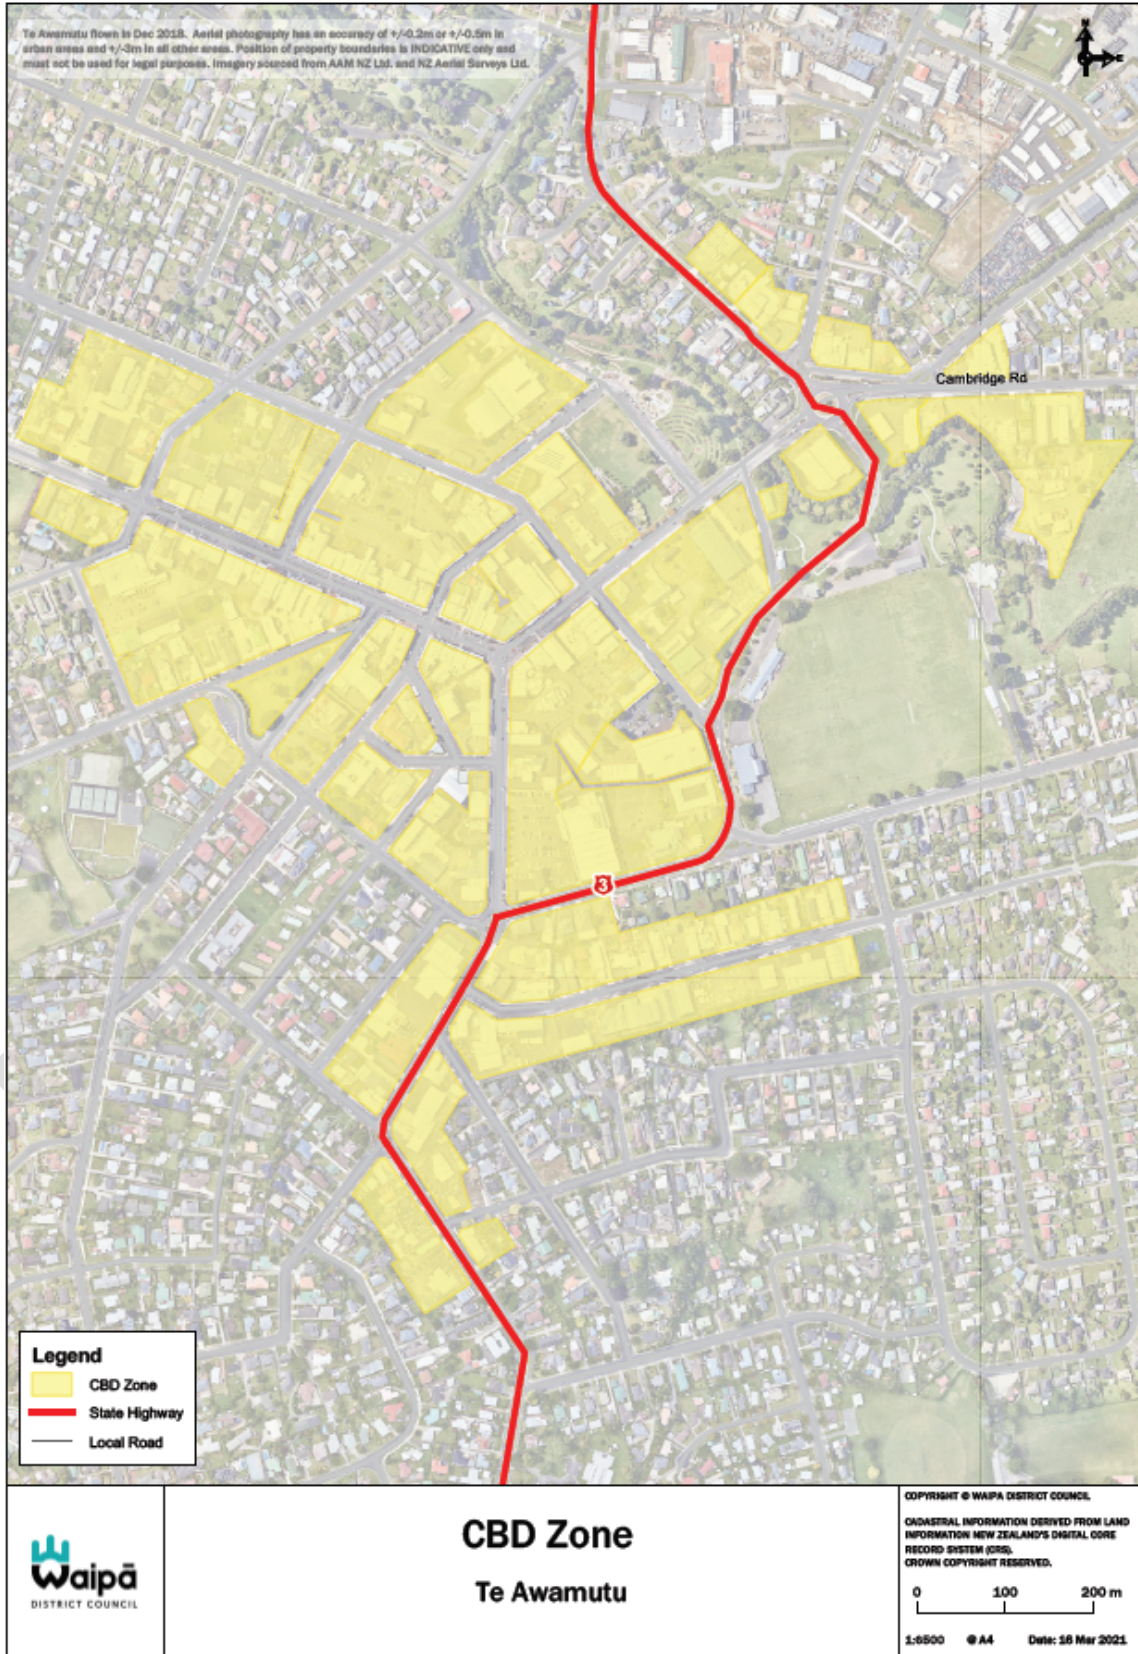 Te Awamutu flown in Dec 2018. Aerial photography has an accuracy of +/-0.2m or +/-0.5m in
urban areas and +/-3m in all other areas. Position of property boundaries is INDICATIVE only and
must not be used for legal purposes. Imagery sourced from AAM NZ Ltd. and NZ Aerial Surveys Ltd.
N
E
Cambridge Rd
3
Legend
CBD Zone
State Highway
Local Road
Waipā
DISTRICT COUNCIL
CBD Zone
Te Awamutu
COPYRIGHT © WAIPA DISTRICT COUNCIL
CADASTRAL INFORMATION DERIVED FROM LAND
INFORMATION NEW ZEALAND'S DIGITAL CORE
RECORD SYSTEM (CRS).
CROWN COPYRIGHT RESERVED.
0 100 200 m
1:6500 @ A4 Date: 16 Mar 2021